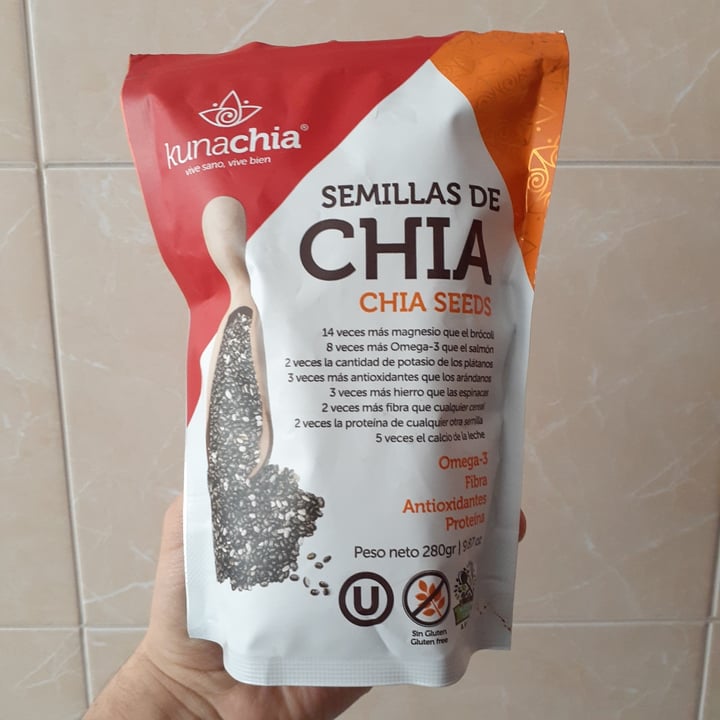 kunachia®
vive sano, vive bien
SEMILLAS DE
CHIA
CHIA SEEDS
14 veces más magnesio que el brócoli
8 veces más Omega-3 que el salmón
2 veces la cantidad de potasio de los plátanos
3 veces más antioxidantes que los arándanos
3 veces más hierro que las espinacas
2 veces más fibra que cualquier cereal
2 veces la proteína de cualquier otra semilla
5 veces el calcio de la leche
Omega-3
Fibra
Antioxidantes
Proteína
Peso neto 280gr | 9.87 oz
U
Sin Gluten
Gluten free